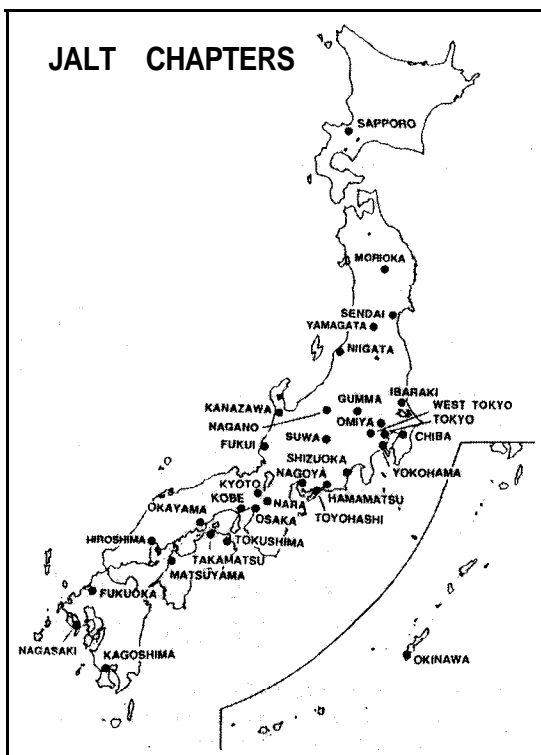 JALT CHAPTERS
SAPPORO
MORIOKA
SENDAI
YAMAGATA
NIIGATA
IBARAKI
GUMMA
WEST TOKYO
KANAZAWA
OMIYA
TOKYO
NAGANO
CHIBA
SUWA
FUKUI
SHIZUOKA
YOKOHAMA
NAGOYA
KYOTO
HAMAMATSU
KOBE
NARA
TOYOHASHI
OKAYAMA
OSAKA
HIROSHIMA
TOKUSHIMA
TAKAMATSU
MATSUYAMA
FUKUOKA
NAGASAKI
KAGOSHIMA
OKINAWA